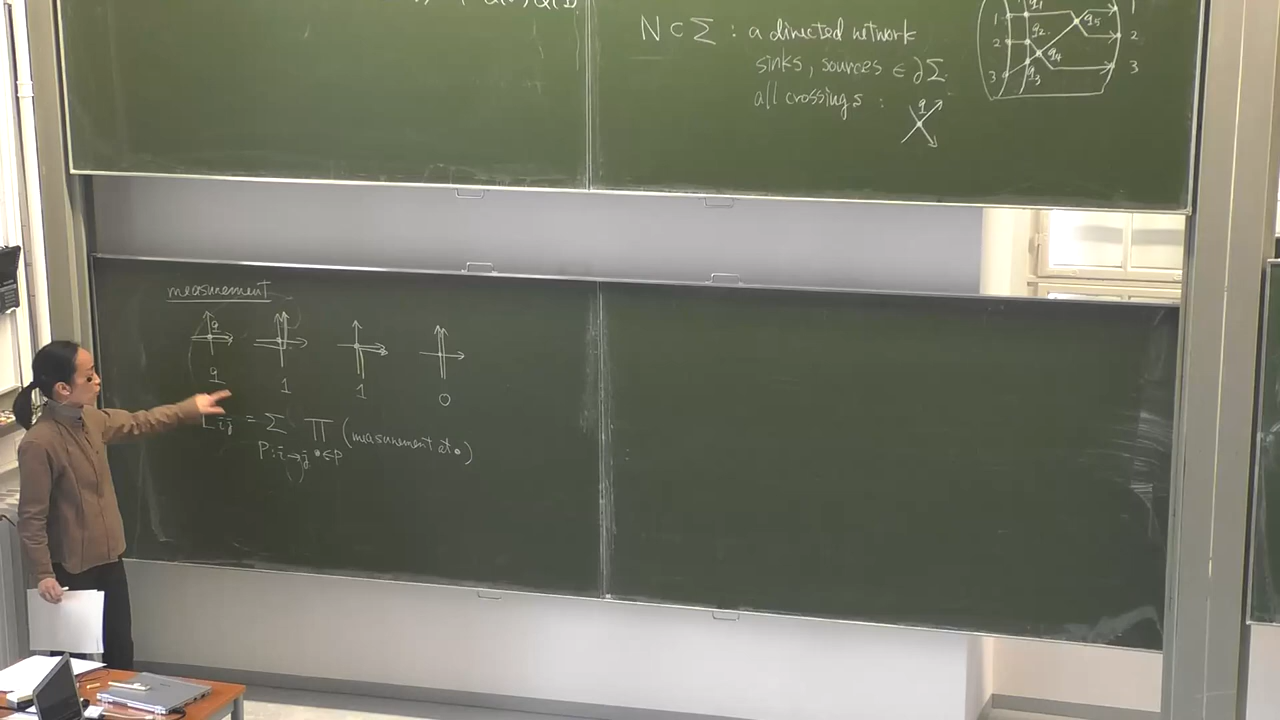 N ⊂ Σ : a directed network
sinks, sources ∈ ∂Σ
all crossings :
q
q₁
1
q₂
2
q₃
3
q₄
q₅
1
2
3
measurement
q
q 1 1 0
L_ij = Σ Π (measurement at •)
P: i → j • ∈ P